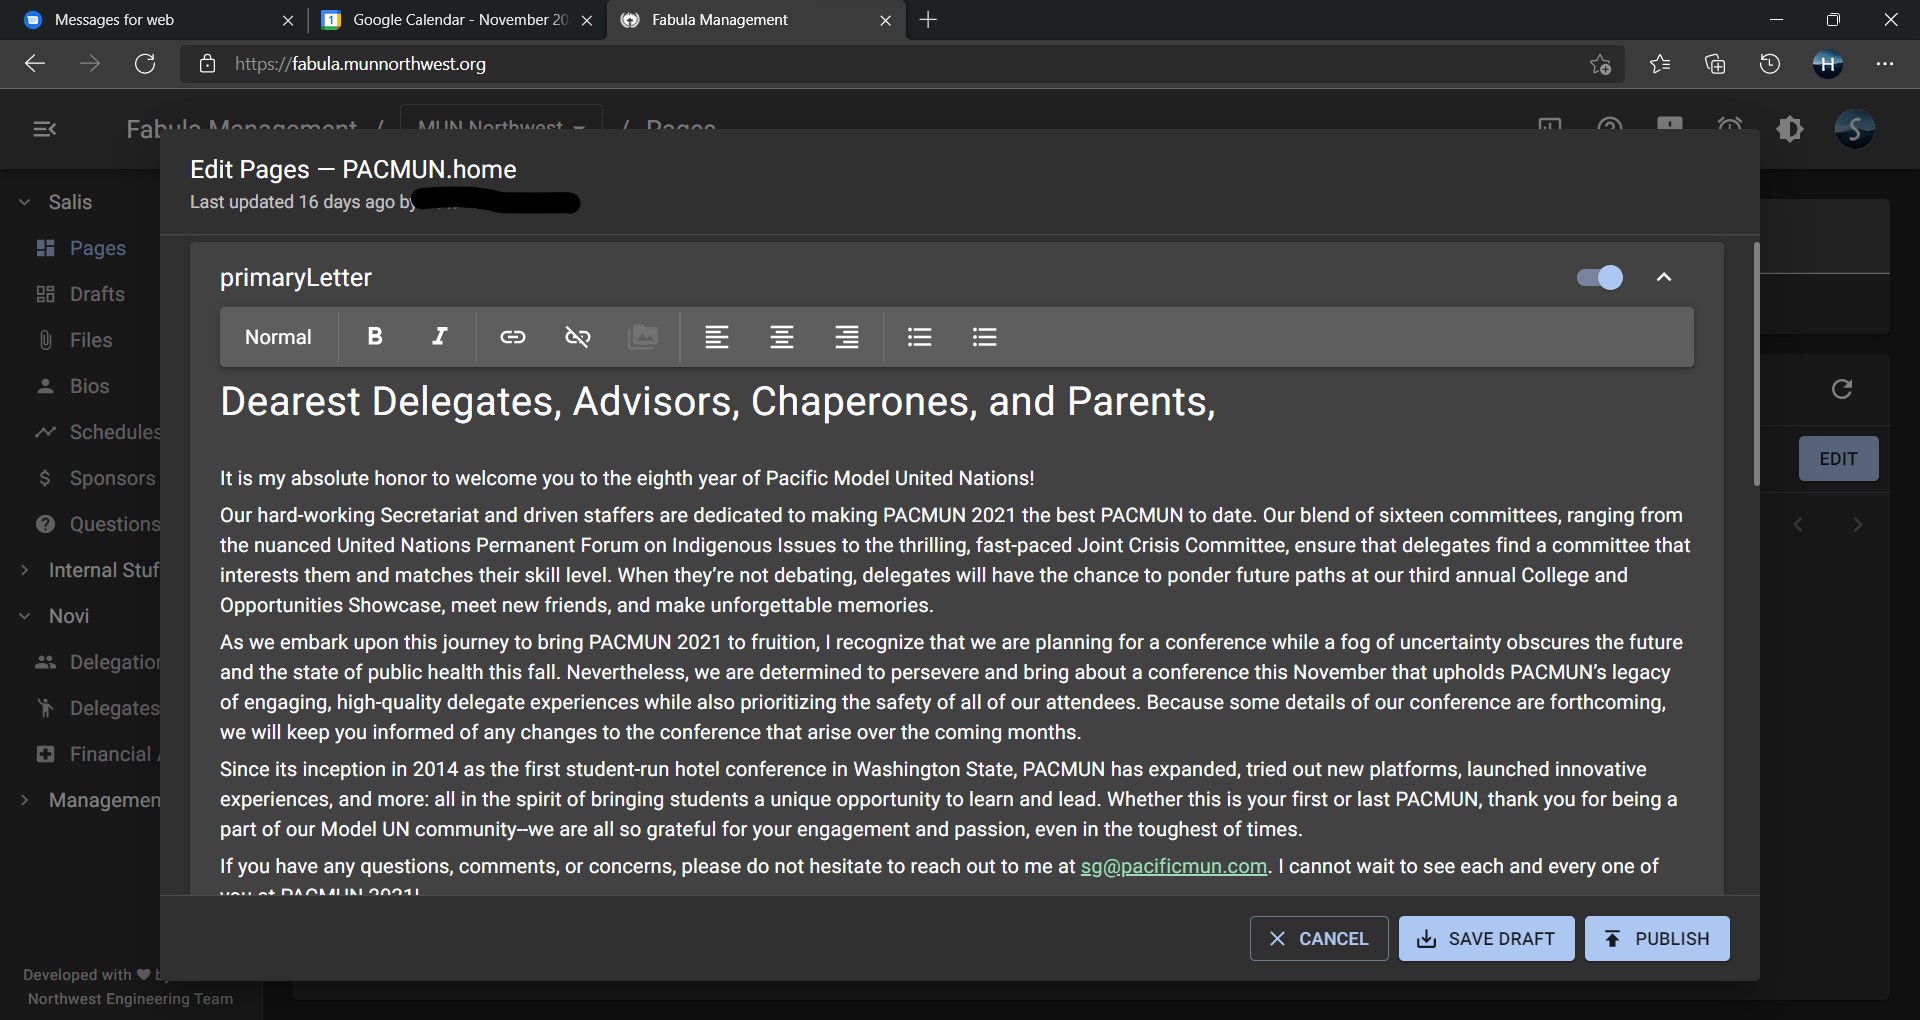 Messages for web
Google Calendar - November 20
Fabula Management
https://fabula.munnorthwest.org
H
Fabula Management / MUN Northwest / Pages
S
Edit Pages — PACMUN.home
Last updated 16 days ago by
Salis
Pages
Drafts
Files
Bios
Schedules
Sponsors
Questions
Internal Stuf
Novi
Delegation
Delegates
Financial A
Managemen
Developed with ♥ b
Northwest Engineering Team
primaryLetter
Normal
B I
Dearest Delegates, Advisors, Chaperones, and Parents,
It is my absolute honor to welcome you to the eighth year of Pacific Model United Nations!
Our hard-working Secretariat and driven staffers are dedicated to making PACMUN 2021 the best PACMUN to date. Our blend of sixteen committees, ranging from
the nuanced United Nations Permanent Forum on Indigenous Issues to the thrilling, fast-paced Joint Crisis Committee, ensure that delegates find a committee that
interests them and matches their skill level. When they’re not debating, delegates will have the chance to ponder future paths at our third annual College and
Opportunities Showcase, meet new friends, and make unforgettable memories.
As we embark upon this journey to bring PACMUN 2021 to fruition, I recognize that we are planning for a conference while a fog of uncertainty obscures the future
and the state of public health this fall. Nevertheless, we are determined to persevere and bring about a conference this November that upholds PACMUN’s legacy
of engaging, high-quality delegate experiences while also prioritizing the safety of all of our attendees. Because some details of our conference are forthcoming,
we will keep you informed of any changes to the conference that arise over the coming months.
Since its inception in 2014 as the first student-run hotel conference in Washington State, PACMUN has expanded, tried out new platforms, launched innovative
experiences, and more: all in the spirit of bringing students a unique opportunity to learn and lead. Whether this is your first or last PACMUN, thank you for being a
part of our Model UN community--we are all so grateful for your engagement and passion, even in the toughest of times.
If you have any questions, comments, or concerns, please do not hesitate to reach out to me at sg@pacificmun.com. I cannot wait to see each and every one of
you at PACMUN 2021!
EDIT
CANCEL
SAVE DRAFT
PUBLISH